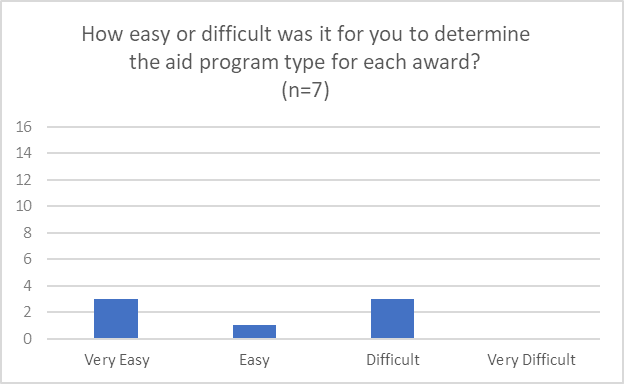 How easy or difficult was it for you to determine
the aid program type for each award?
(n=7)
16
14
12
10
8
6
4
2
0
Very Easy
Easy
Difficult
Very Difficult